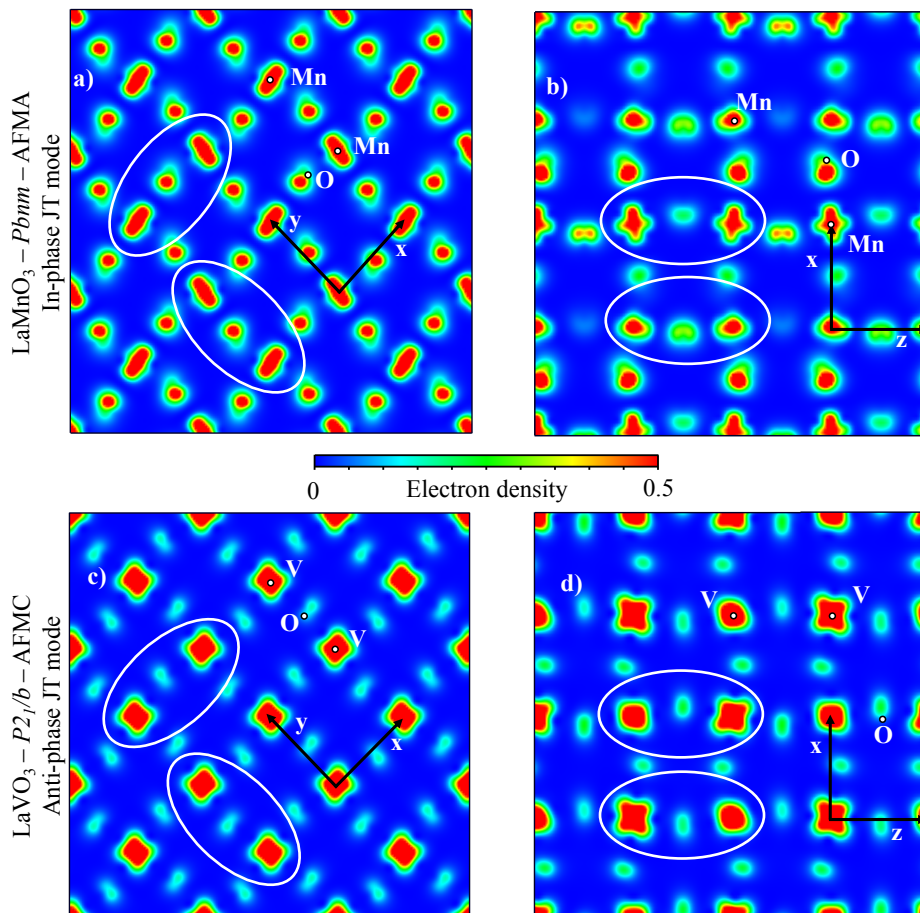 LaMnO₃ – Pbnm – AFMA
In-phase JT mode
a)
Mn
Mn
O
y
x
b)
Mn
O
Mn
x
z
0
Electron density
0.5
LaVO₃ – P2₁/b – AFMC
Anti-phase JT mode
c)
V
O
V
y
x
d)
V
V
O
x
z